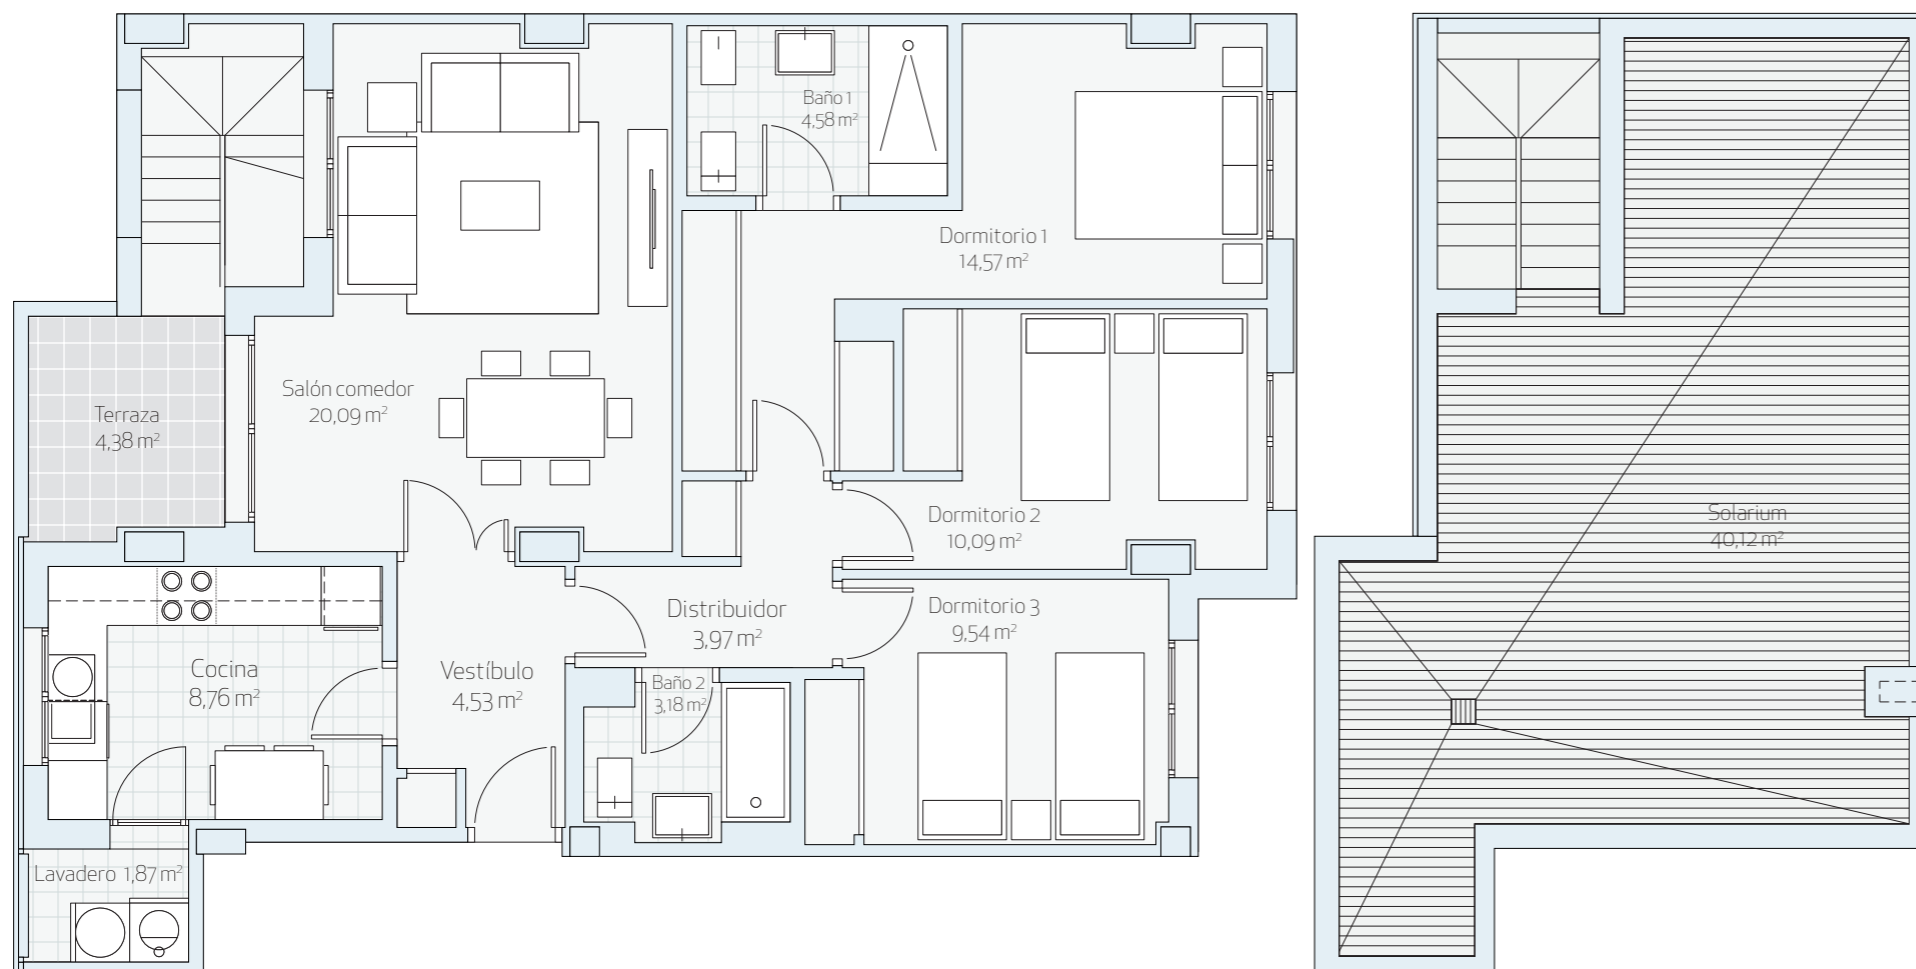 Baño 1
4,58 m²
Dormitorio 1
14,57 m²
Salón comedor
20,09 m²
Terraza
4,38 m²
Dormitorio 2
10,09 m²
Distribuidor
3,97 m²
Dormitorio 3
9,54 m²
Cocina
8,76 m²
Vestíbulo
4,53 m²
Baño 2
3,18 m²
Lavadero 1,87 m²
Solarium
40,12 m²